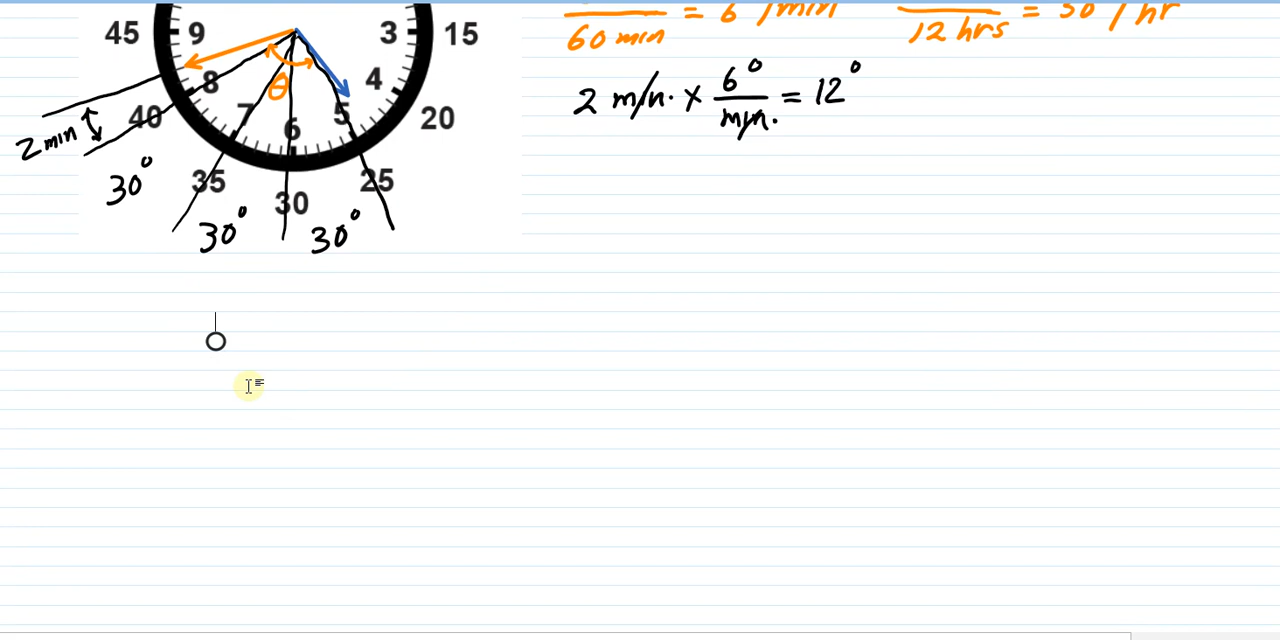 60 min = 6 /min
12 hrs = 30 / hr
45 9 3 15
8 4
2 min × 6° / min. = 12°
2 min 40 7 6 5 20
30° 35 30 25
30° 30°